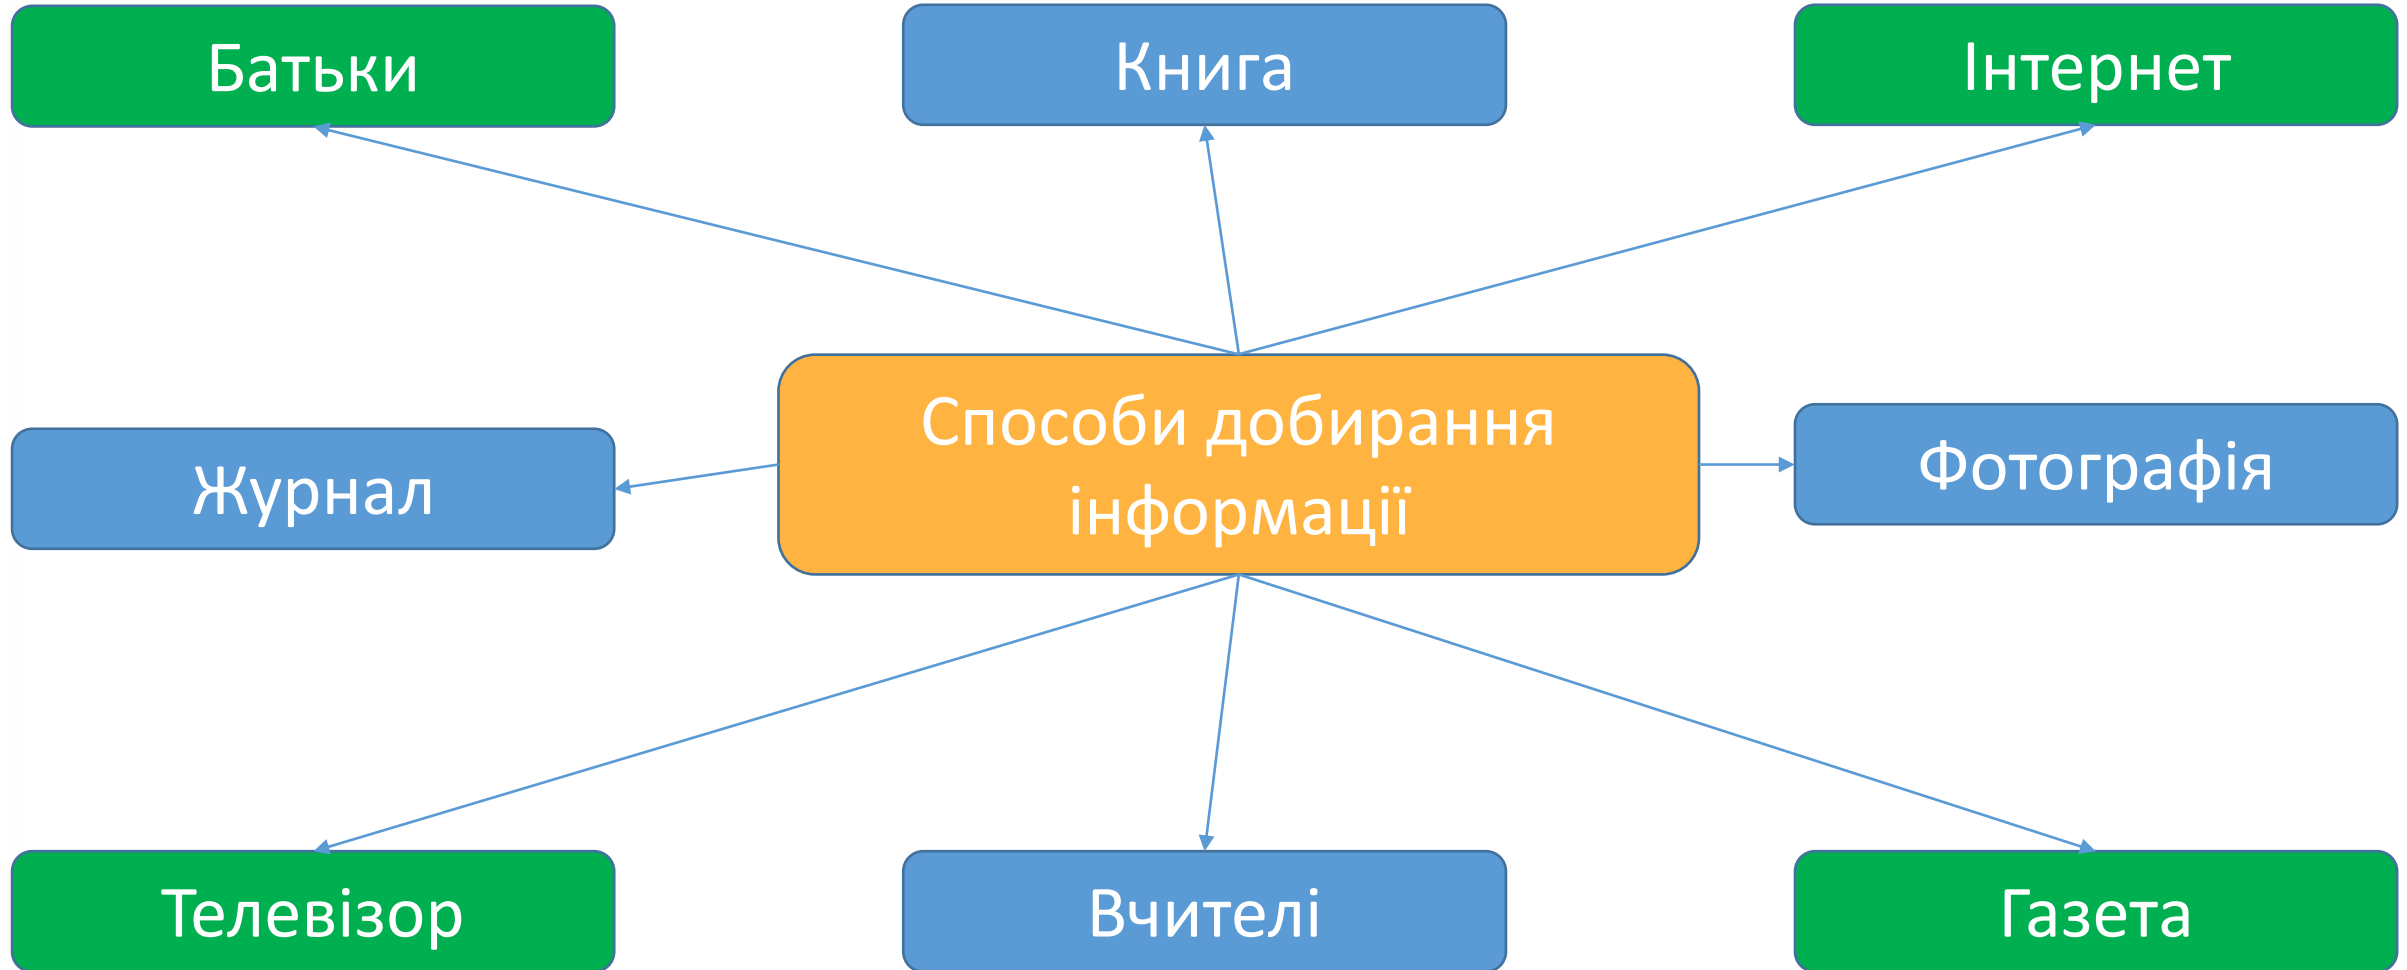 Батьки
Книга
Інтернет
Способи добирання
інформації
Журнал
Фотографія
Телевізор
Вчителі
Газета